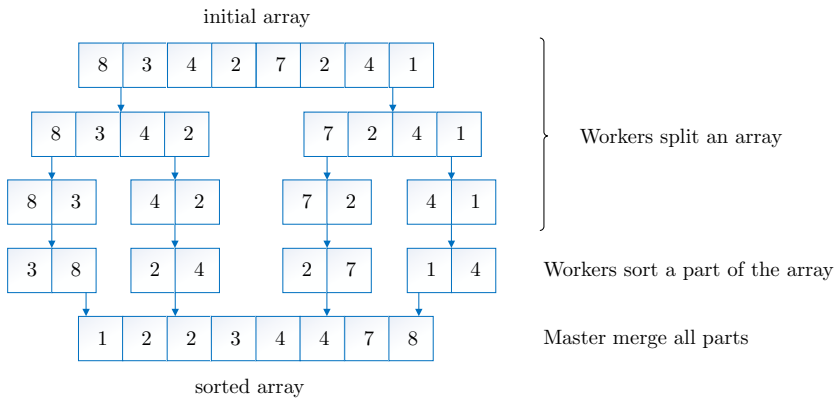 initial array
8 3 4 2 7 2 4 1
8 3 4 2 7 2 4 1
Workers split an array
8 3 4 2 7 2 4 1
3 8 2 4 2 7 1 4
Workers sort a part of the array
1 2 2 3 4 4 7 8
Master merge all parts
sorted array